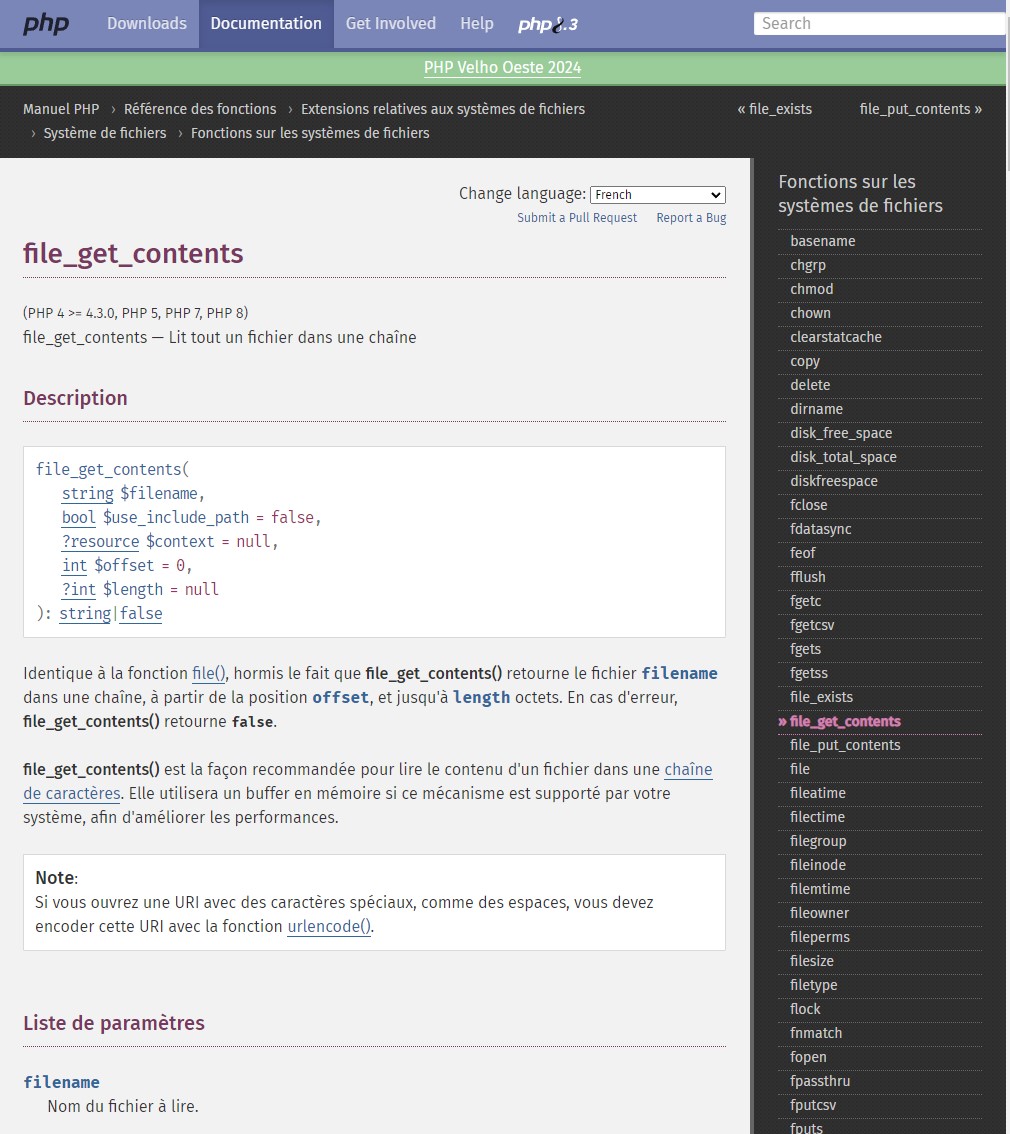 php Downloads Documentation Get Involved Help php8.3 Search
PHP Velho Oeste 2024
Manuel PHP › Référence des fonctions › Extensions relatives aux systèmes de fichiers
› Système de fichiers › Fonctions sur les systèmes de fichiers
« file_exists file_put_contents »
Change language: French
Submit a Pull Request Report a Bug
file_get_contents
(PHP 4 >= 4.3.0, PHP 5, PHP 7, PHP 8)
file_get_contents — Lit tout un fichier dans une chaîne
Description
file_get_contents(
string $filename,
bool $use_include_path = false,
?resource $context = null,
int $offset = 0,
?int $length = null
): string|false
Identique à la fonction file(), hormis le fait que file_get_contents() retourne le fichier filename
dans une chaîne, à partir de la position offset, et jusqu'à length octets. En cas d'erreur,
file_get_contents() retourne false.
file_get_contents() est la façon recommandée pour lire le contenu d'un fichier dans une chaîne
de caractères. Elle utilisera un buffer en mémoire si ce mécanisme est supporté par votre
système, afin d'améliorer les performances.
Note:
Si vous ouvrez une URI avec des caractères spéciaux, comme des espaces, vous devez
encoder cette URI avec la fonction urlencode().
Liste de paramètres
filename
Nom du fichier à lire.
Fonctions sur les
systèmes de fichiers
basename
chgrp
chmod
chown
clearstatcache
copy
delete
dirname
disk_free_space
disk_total_space
diskfreespace
fclose
fdatasync
feof
fflush
fgetc
fgetcsv
fgets
fgetss
file_exists
» file_get_contents
file_put_contents
file
fileatime
filectime
filegroup
fileinode
filemtime
fileowner
fileperms
filesize
filetype
flock
fnmatch
fopen
fpassthru
fputcsv
fputs